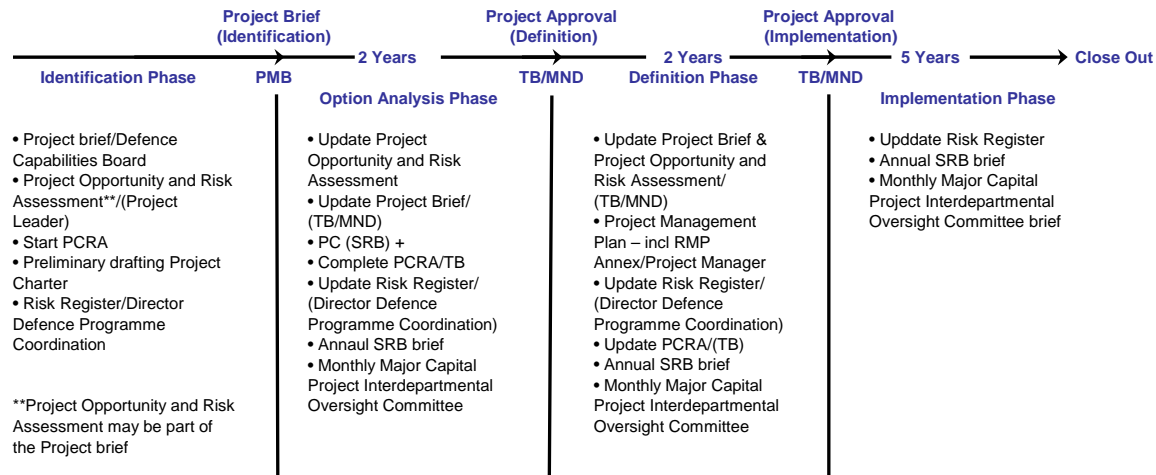 Project Brief
(Identification)
Project Approval
(Definition)
Project Approval
(Implementation)
2 Years
2 Years
5 Years
Close Out
Identification Phase
PMB
TB/MND
Definition Phase
TB/MND
Option Analysis Phase
Implementation Phase
• Project brief/Defence
Capabilities Board
• Project Opportunity and Risk
Assessment**/(Project
Leader)
• Start PCRA
• Preliminary drafting Project
Charter
• Risk Register/Director
Defence Programme
Coordination
**Project Opportunity and Risk
Assessment may be part of
the Project brief
• Update Project
Opportunity and Risk
Assessment
• Update Project Brief/
(TB/MND)
• PC (SRB) +
• Complete PCRA/TB
• Update Risk Register/
(Director Defence
Programme Coordination)
• Annaul SRB brief
• Monthly Major Capital
Project Interdepartmental
Oversight Committee
• Update Project Brief &
Project Opportunity and
Risk Assessment/
(TB/MND)
• Project Management
Plan – incl RMP
Annex/Project Manager
• Update Risk Register/
(Director Defence
Programme Coordination)
• Update PCRA/(TB)
• Annual SRB brief
• Monthly Major Capital
Project Interdepartmental
Oversight Committee
• Upddate Risk Register
• Annual SRB brief
• Monthly Major Capital
Project Interdepartmental
Oversight Committee brief